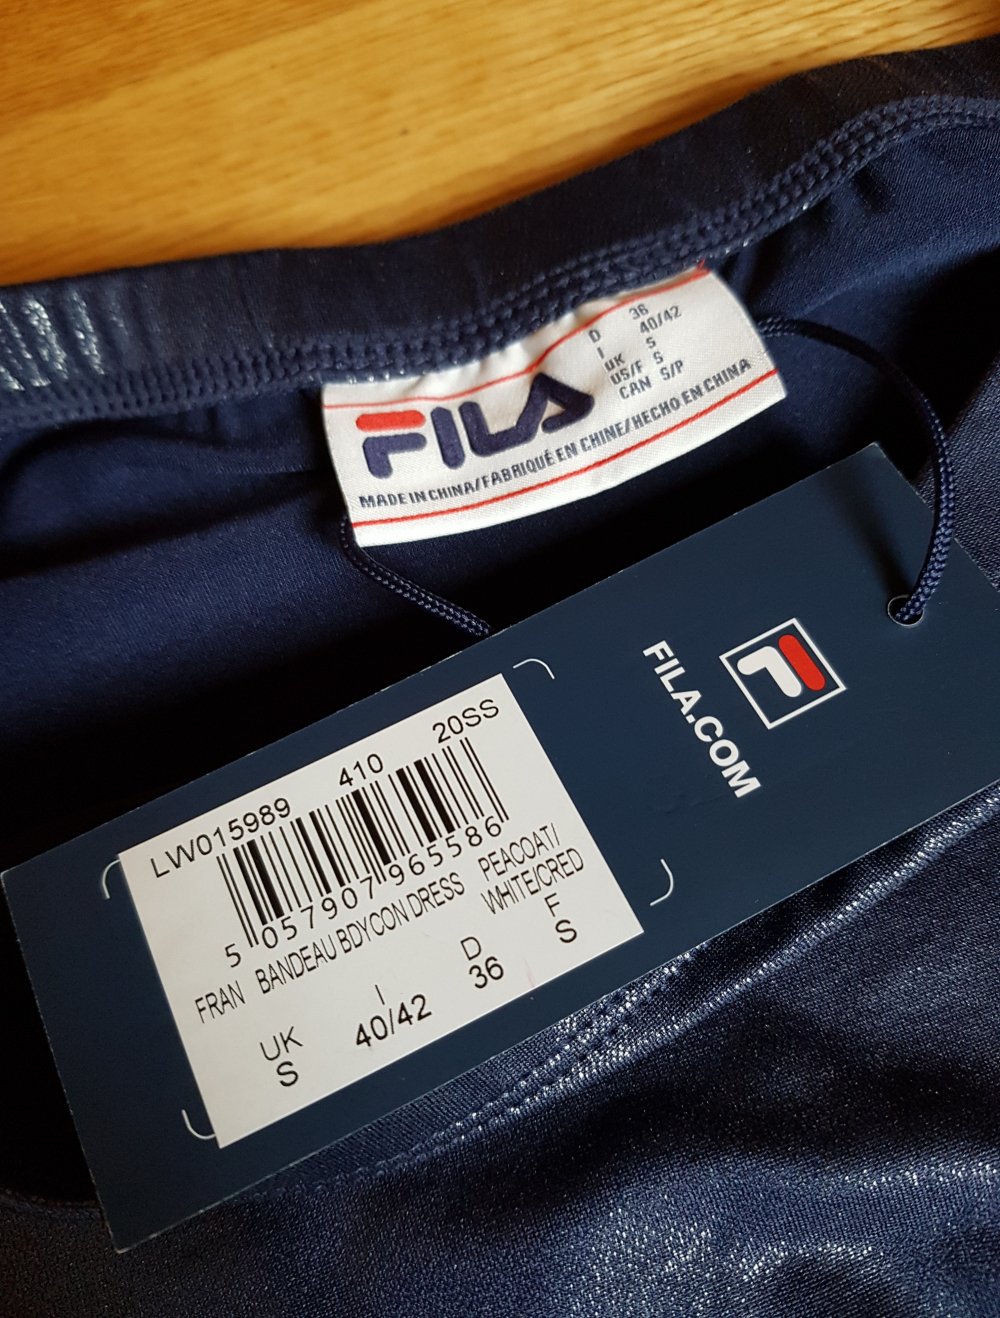 D 36
I 40/42
UK S
US/F S
CAN S/P
FILA
MADE IN CHINA/FABRIQUÉ EN CHINE/HECHO EN CHINA
F
FILA.COM
LW015989 410 20SS
5 057907 965586
FRAN BANDEAU BDYCON DRESS PEACOAT/
WHITE/CRED
UK I D F
S 40/42 36 S